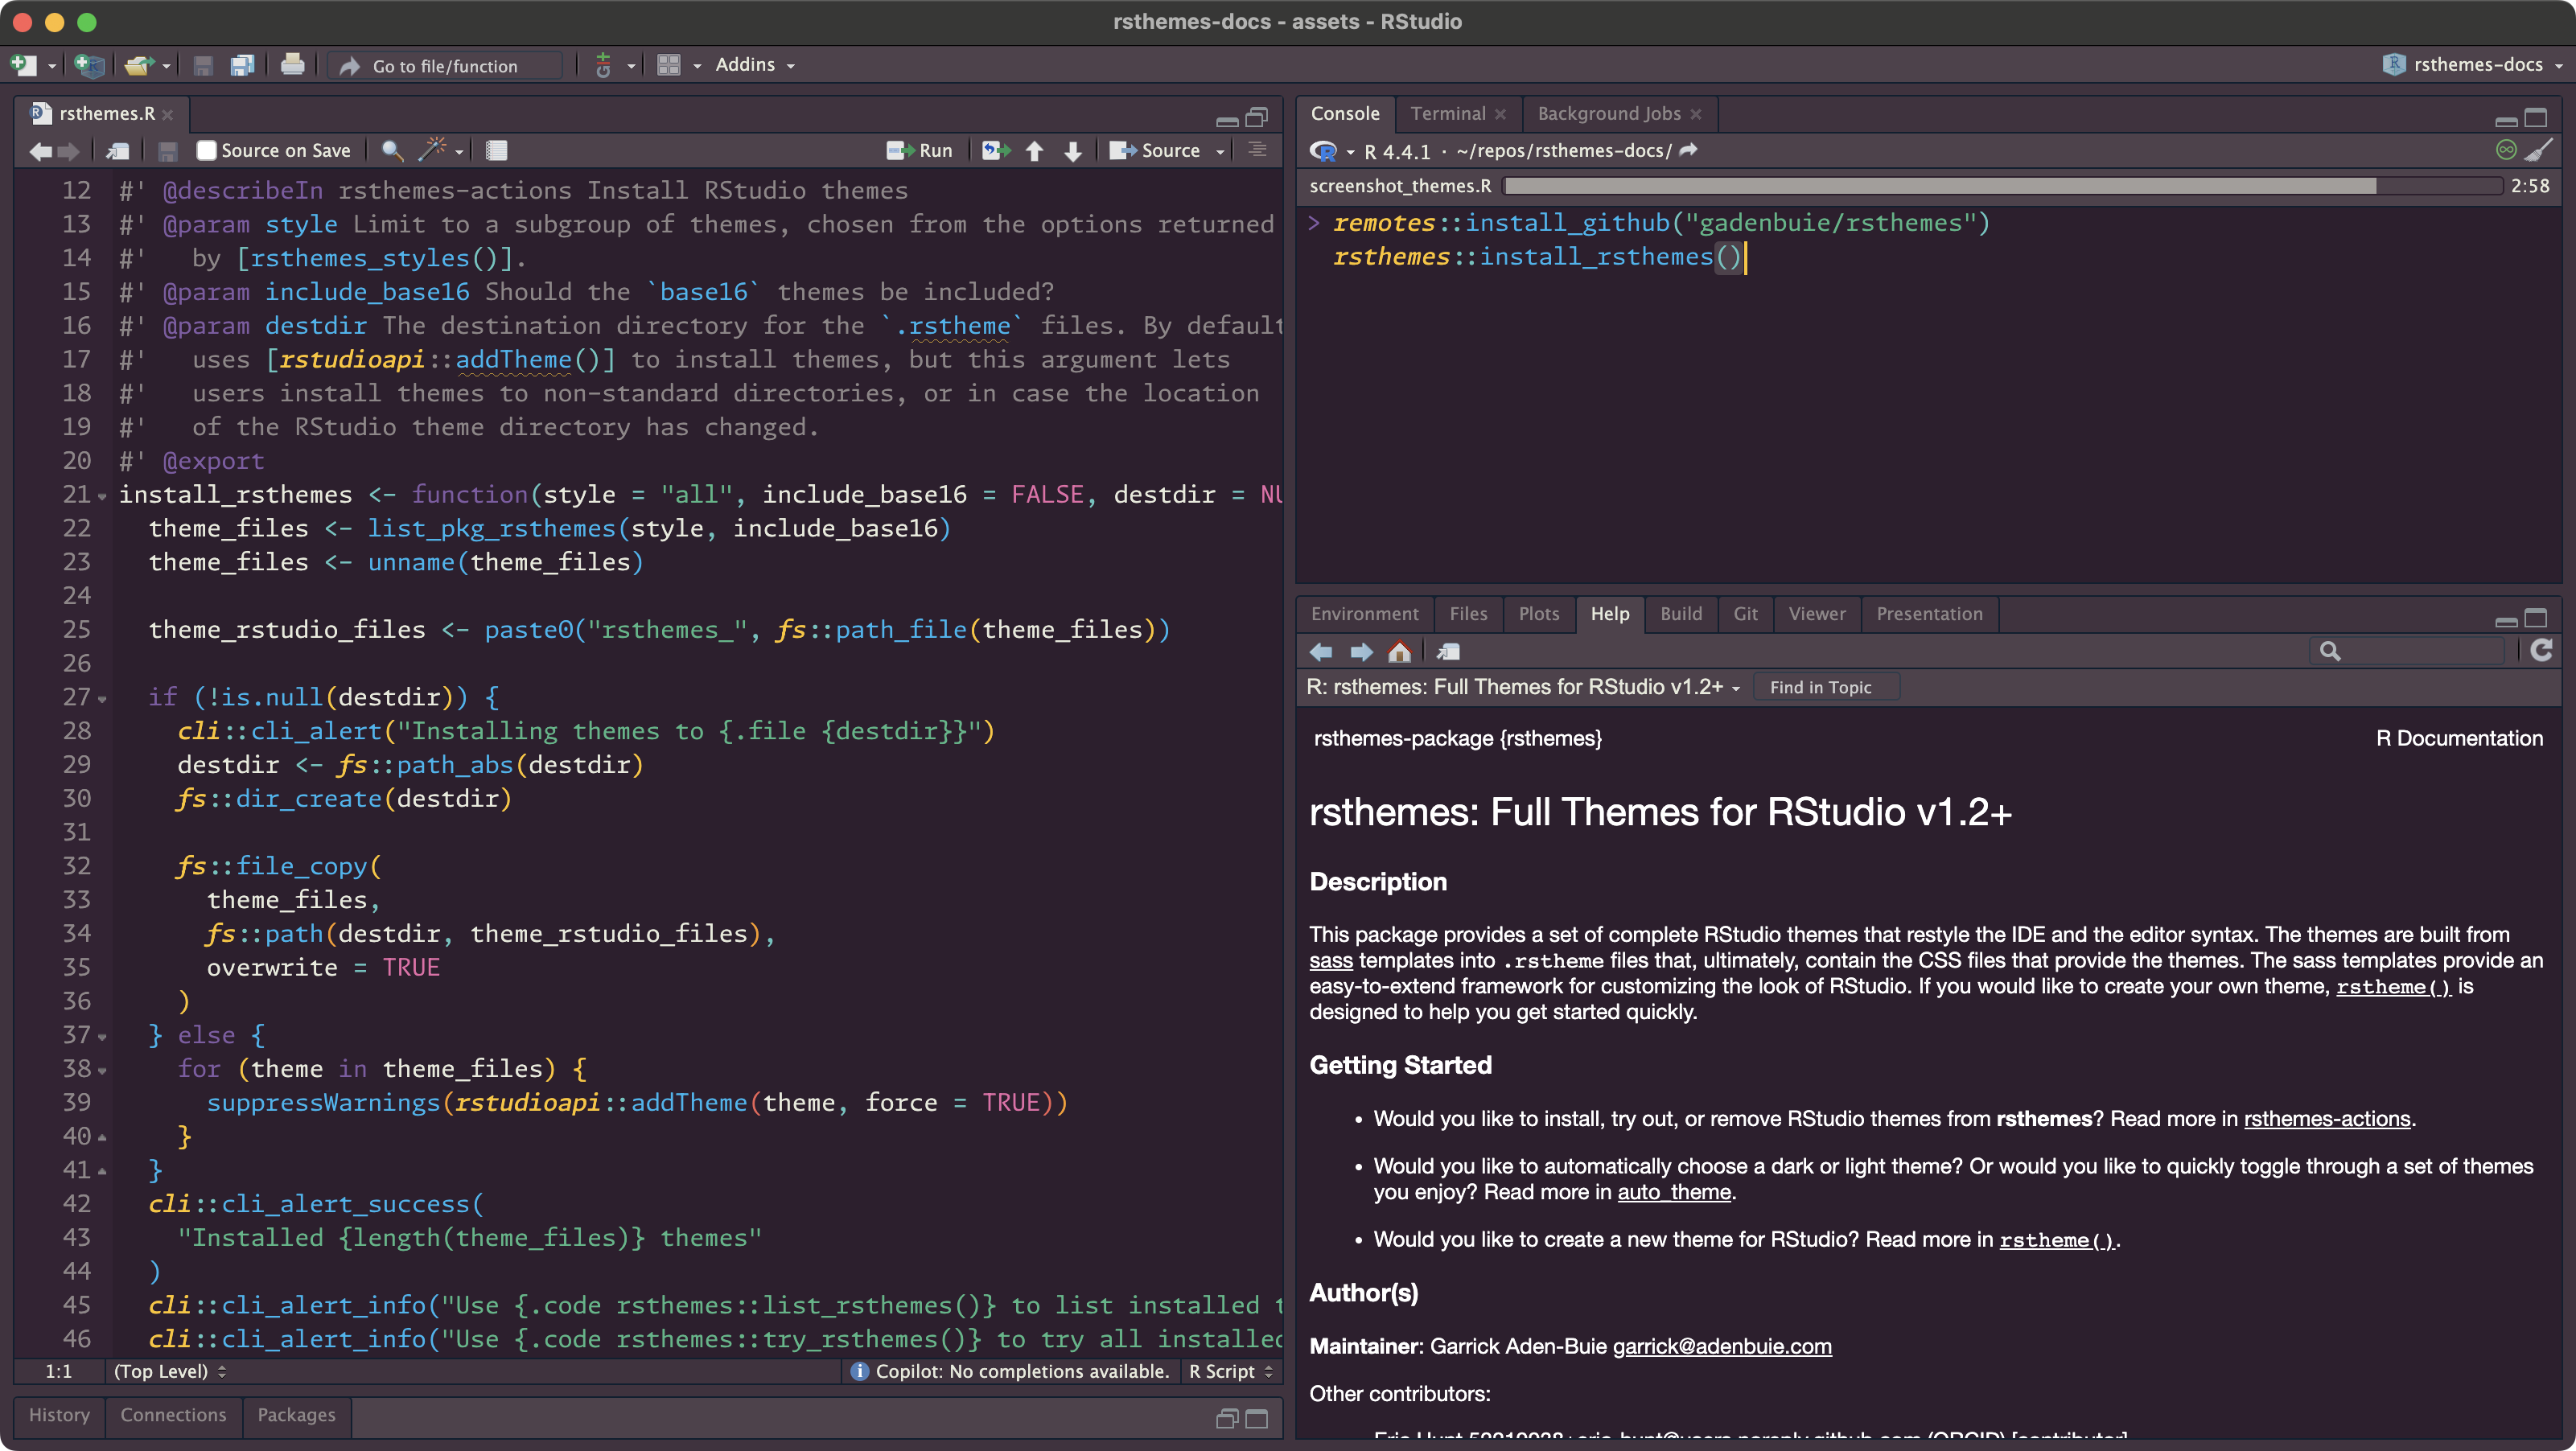 rsthemes-docs - assets - RStudio
Go to file/function
Addins
rsthemes-docs
rsthemes.R
Source on Save
Run
Source
12 #' @describeIn rsthemes-actions Install RStudio themes
13 #' @param style Limit to a subgroup of themes, chosen from the options returned
14 #'   by [rsthemes_styles()].
15 #' @param include_base16 Should the `base16` themes be included?
16 #' @param destdir The destination directory for the `.rstheme` files. By default
17 #'   uses [rstudioapi::addTheme()] to install themes, but this argument lets
18 #'   users install themes to non-standard directories, or in case the location
19 #'   of the RStudio theme directory has changed.
20 #' @export
21 install_rsthemes <- function(style = "all", include_base16 = FALSE, destdir = NU
22   theme_files <- list_pkg_rsthemes(style, include_base16)
23   theme_files <- unname(theme_files)
24
25   theme_rstudio_files <- paste0("rsthemes_", fs::path_file(theme_files))
26
27   if (!is.null(destdir)) {
28     cli::cli_alert("Installing themes to {.file {destdir}}")
29     destdir <- fs::path_abs(destdir)
30     fs::dir_create(destdir)
31
32     fs::file_copy(
33       theme_files,
34       fs::path(destdir, theme_rstudio_files),
35       overwrite = TRUE
36     )
37   } else {
38     for (theme in theme_files) {
39       suppressWarnings(rstudioapi::addTheme(theme, force = TRUE))
40     }
41   }
42   cli::cli_alert_success(
43     "Installed {length(theme_files)} themes"
44   )
45   cli::cli_alert_info("Use {.code rsthemes::list_rsthemes()} to list installed t
46   cli::cli_alert_info("Use {.code rsthemes::try_rsthemes()} to try all installed
1:1 (Top Level) Copilot: No completions available. R Script
History Connections Packages
Console Terminal Background Jobs
R 4.4.1 · ~/repos/rsthemes-docs/
screenshot_themes.R 2:58
> remotes::install_github("gadenbuie/rsthemes")
rsthemes::install_rsthemes()
Environment Files Plots Help Build Git Viewer Presentation
R: rsthemes: Full Themes for RStudio v1.2+ Find in Topic
rsthemes-package {rsthemes} R Documentation
rsthemes: Full Themes for RStudio v1.2+
Description
This package provides a set of complete RStudio themes that restyle the IDE and the editor syntax. The themes are built from
sass templates into .rstheme files that, ultimately, contain the CSS files that provide the themes. The sass templates provide an
easy-to-extend framework for customizing the look of RStudio. If you would like to create your own theme, rstheme() is
designed to help you get started quickly.
Getting Started
• Would you like to install, try out, or remove RStudio themes from rsthemes? Read more in rsthemes-actions.
• Would you like to automatically choose a dark or light theme? Or would you like to quickly toggle through a set of themes
you enjoy? Read more in auto_theme.
• Would you like to create a new theme for RStudio? Read more in rstheme().
Author(s)
Maintainer: Garrick Aden-Buie garrick@adenbuie.com
Other contributors: